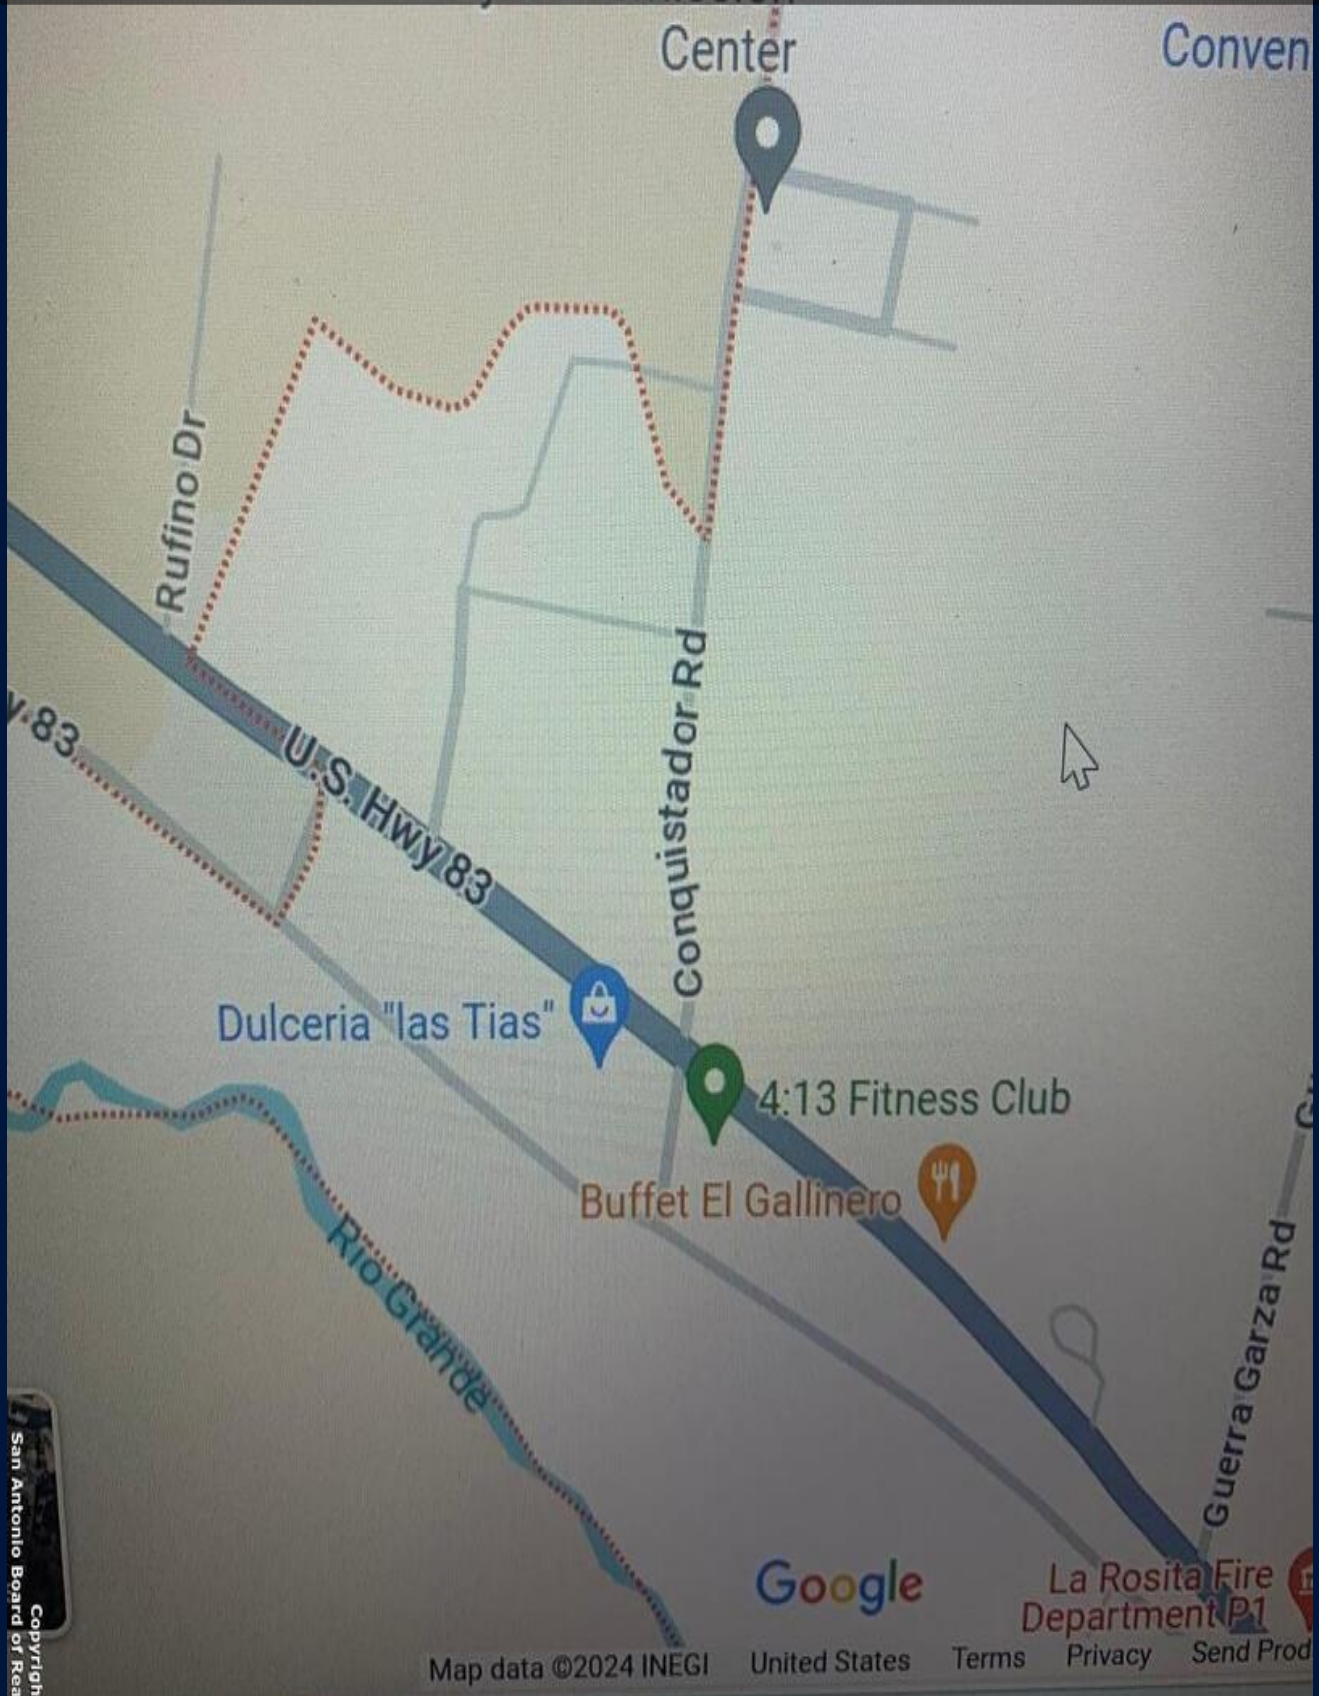 Center
Conven
Rufino Dr
y 83
U.S. Hwy 83
Conquistador Rd
Dulceria "las Tias"
4:13 Fitness Club
Buffet El Gallinero
Rio Grande
Guerra Garza Rd
Google
La Rosita Fire
Department P1
Map data ©2024 INEGI United States Terms Privacy Send Prod
Copyrigh
San Antonio Board of Rea